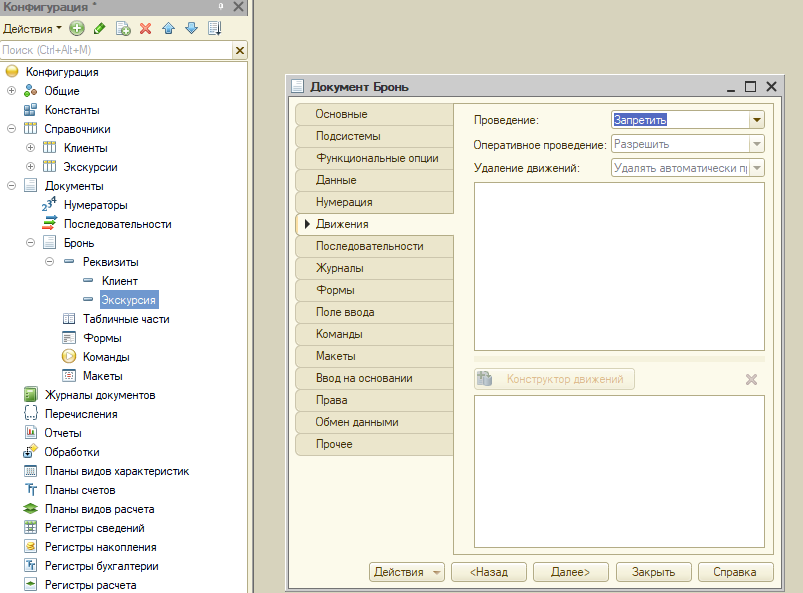 Конфигурация *
Действия
Поиск (Ctrl+Alt+M)
Конфигурация
Общие
Константы
Справочники
Клиенты
Экскурсии
Документы
Нумераторы
Последовательности
Бронь
Реквизиты
Клиент
Экскурсия
Табличные части
Формы
Команды
Макеты
Журналы документов
Перечисления
Отчеты
Обработки
Планы видов характеристик
Планы счетов
Планы видов расчета
Регистры сведений
Регистры накопления
Регистры бухгалтерии
Регистры расчета
Документ Бронь
Основные
Подсистемы
Функциональные опции
Данные
Нумерация
Движения
Последовательности
Журналы
Формы
Поле ввода
Команды
Макеты
Ввод на основании
Права
Обмен данными
Прочее
Проведение: Запретить
Оперативное проведение: Разрешить
Удаление движений: Удалять автоматически п
Конструктор движений
Действия <Назад Далее> Закрыть Справка